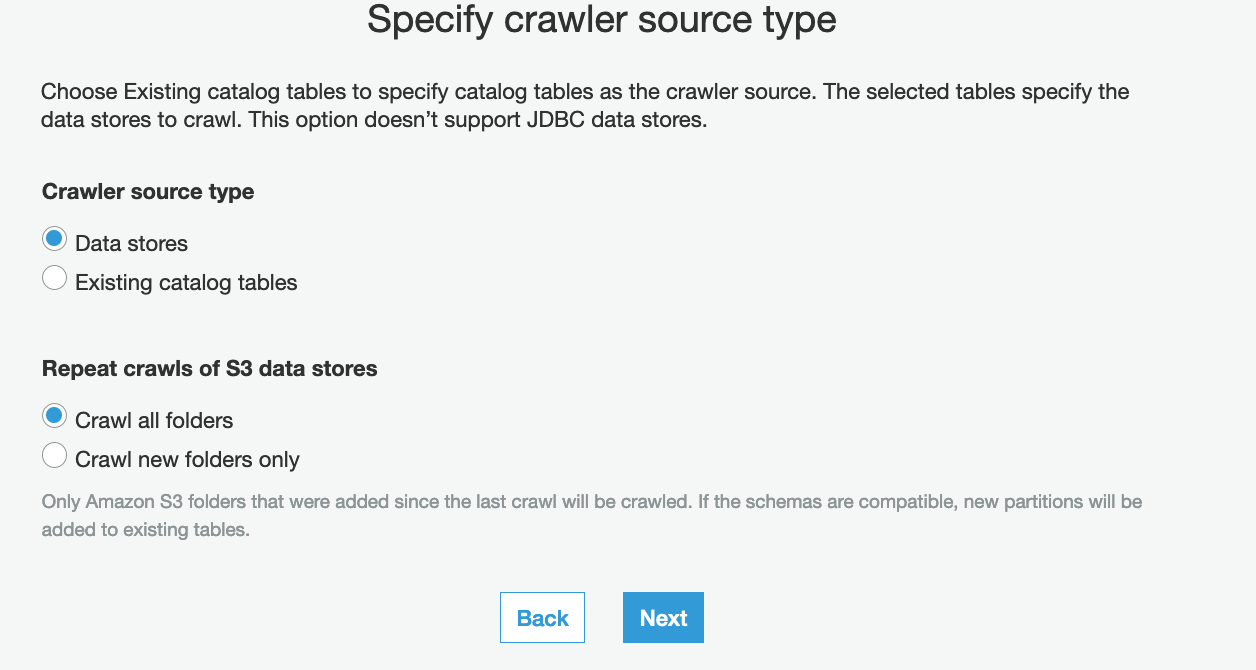 Specify crawler source type
Choose Existing catalog tables to specify catalog tables as the crawler source. The selected tables specify the
data stores to crawl. This option doesn’t support JDBC data stores.
Crawler source type
Data stores
Existing catalog tables
Repeat crawls of S3 data stores
Crawl all folders
Crawl new folders only
Only Amazon S3 folders that were added since the last crawl will be crawled. If the schemas are compatible, new partitions will be
added to existing tables.
Back Next